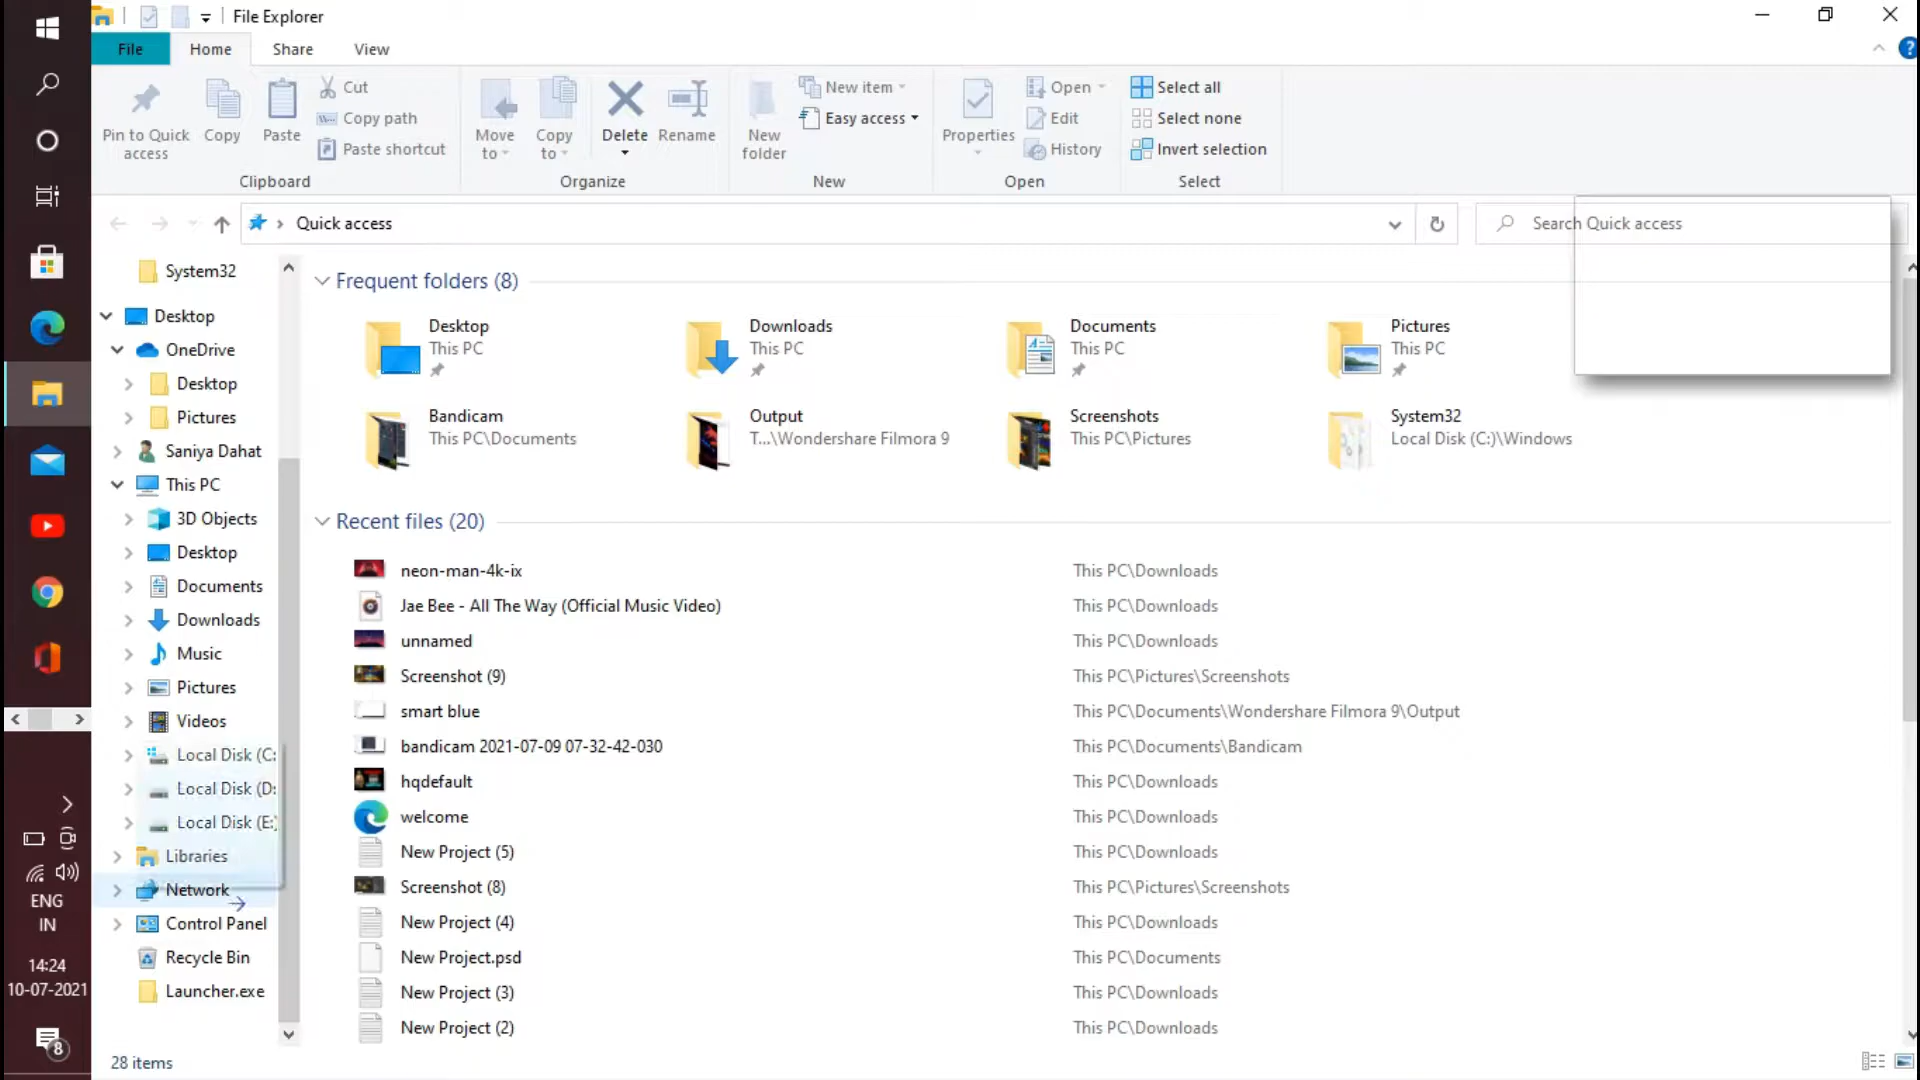 File Explorer
File Home Share View
Pin to Quick access
Copy
Paste
Cut
Copy path
Paste shortcut
Clipboard
Move to
Copy to
Delete
Rename
Organize
New folder
New item
Easy access
New
Properties
Open
Edit
History
Open
Select all
Select none
Invert selection
Select
Quick access
Search Quick access
System32
Desktop
OneDrive
Desktop
Pictures
Saniya Dahat
This PC
3D Objects
Desktop
Documents
Downloads
Music
Pictures
Videos
Local Disk (C:
Local Disk (D:
Local Disk (E:)
Libraries
Network
Control Panel
Recycle Bin
Launcher.exe
Frequent folders (8)
Desktop
This PC
Downloads
This PC
Documents
This PC
Pictures
This PC
Bandicam
This PC\Documents
Output
T...\Wondershare Filmora 9
Screenshots
This PC\Pictures
System32
Local Disk (C:)\Windows
Recent files (20)
neon-man-4k-ix This PC\Downloads
Jae Bee - All The Way (Official Music Video) This PC\Downloads
unnamed This PC\Downloads
Screenshot (9) This PC\Pictures\Screenshots
smart blue This PC\Documents\Wondershare Filmora 9\Output
bandicam 2021-07-09 07-32-42-030 This PC\Documents\Bandicam
hqdefault This PC\Downloads
welcome This PC\Downloads
New Project (5) This PC\Downloads
Screenshot (8) This PC\Pictures\Screenshots
New Project (4) This PC\Downloads
New Project.psd This PC\Documents
New Project (3) This PC\Downloads
New Project (2) This PC\Downloads
28 items
ENG
IN
14:24
10-07-2021
8